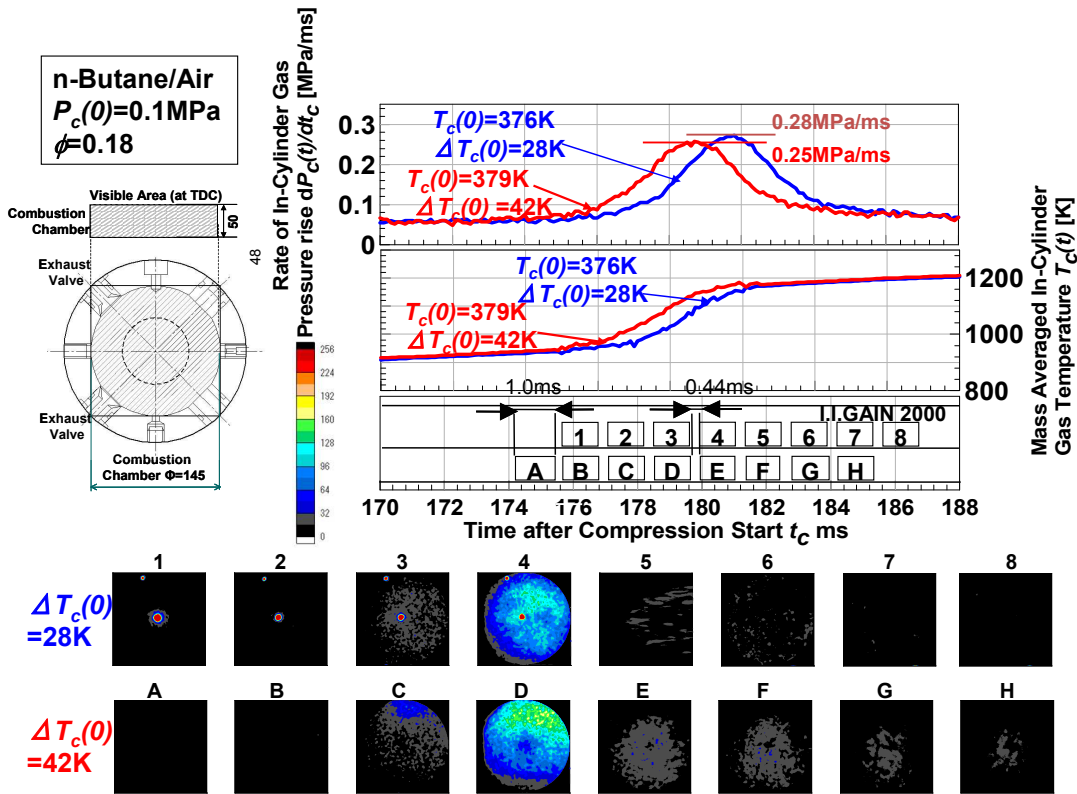 n-Butane/Air
Pc(0)=0.1MPa
ϕ=0.18
Visible Area (at TDC)
Combustion
Chamber
50
48
Exhaust
Valve
Exhaust
Valve
Combustion
Chamber Φ=145
Rate of In-Cylinder Gas
Pressure rise dPc(t)/dtc [MPa/ms]
256
224
192
160
128
96
64
32
0
0.3
0.2
0.1
0
Tc(0)=376K
ΔTc(0)=28K
Tc(0)=379K
ΔTc(0)=42K
0.28MPa/ms
0.25MPa/ms
Tc(0)=376K
ΔTc(0)=28K
Tc(0)=379K
ΔTc(0)=42K
1200
1000
800
Mass Averaged In-Cylinder
Gas Temperature Tc(t) [K]
1.0ms
0.44ms
I.I.GAIN 2000
1 2 3 4 5 6 7 8
A B C D E F G H
170 172 174 176 178 180 182 184 186 188
Time after Compression Start tc ms
1 2 3 4 5 6 7 8
ΔTc(0)
=28K
A B C D E F G H
ΔTc(0)
=42K